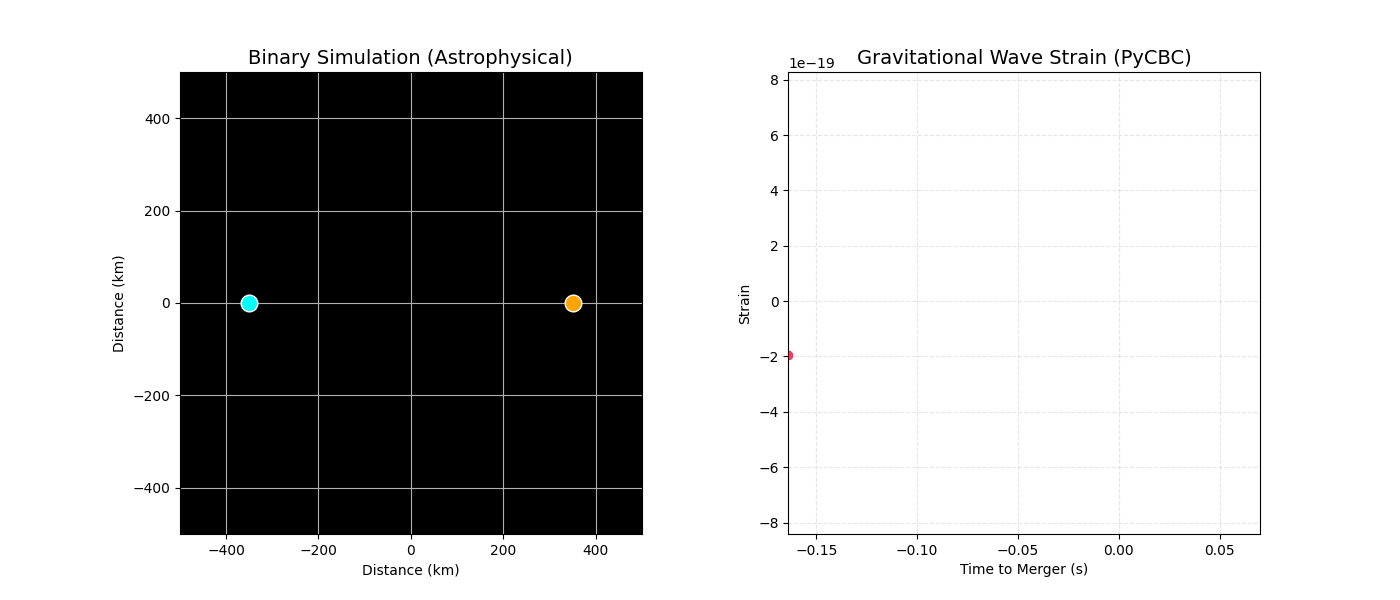 Binary Simulation (Astrophysical)
400
200
0
−200
−400
Distance (km)
−400 −200 0 200 400
Distance (km)
1e−19
Gravitational Wave Strain (PyCBC)
8
6
4
2
0
−2
−4
−6
−8
Strain
−0.15 −0.10 −0.05 0.00 0.05
Time to Merger (s)